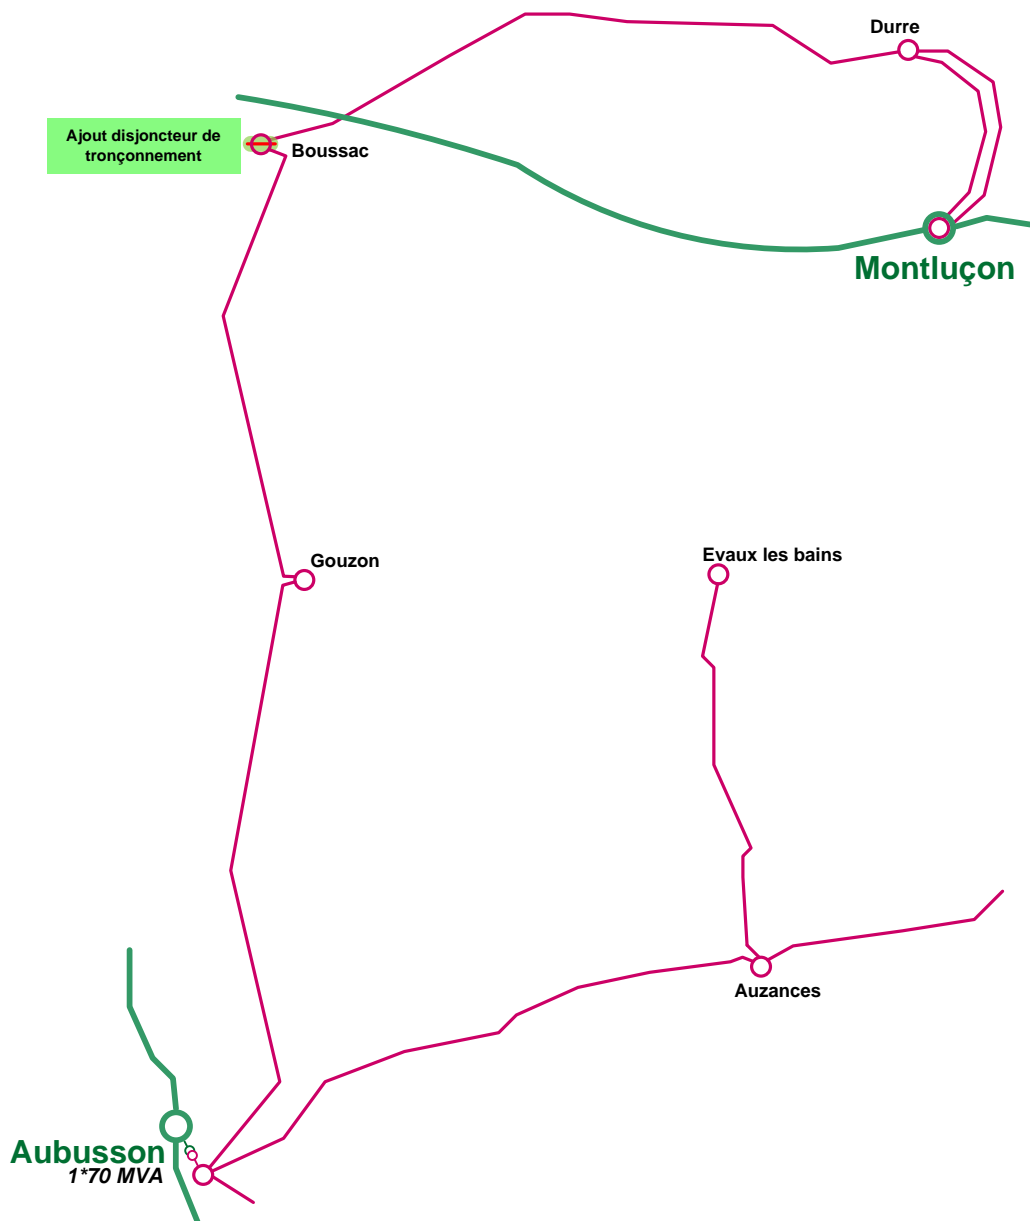 Durre
Ajout disjoncteur de
tronçonnement
Boussac
Montluçon
Evaux les bains
Gouzon
Auzances
Aubusson
1*70 MVA